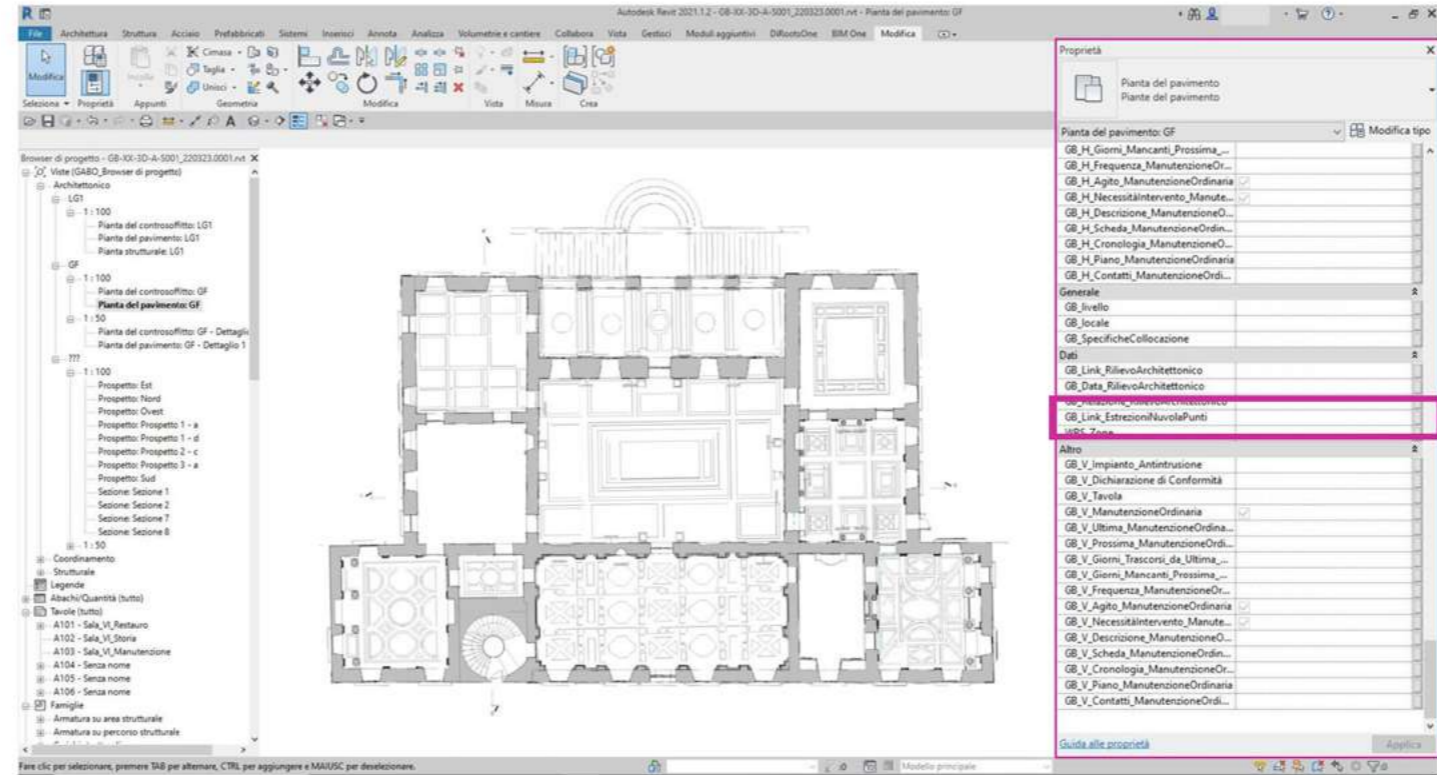 Autodesk Revit 2021.1.2 - GB-XX-3D-A-S001_220323.0001.rvt - Pianta del pavimento: GF
File Architettura Struttura Acciaio Prefabbricati Sistemi Inserisci Annota Analizza Volumetrie e cantiere Collabora Vista Gestisci Moduli aggiuntivi DiRootsOne BIM One Modifica
Modifica
Incolla
Cimasa
Taglia
Unisci
Seleziona Proprietà Appunti Geometria Modifica Vista Misura Crea
Browser di progetto - GB-XX-3D-A-S001_220323.0001.rvt
Viste (GABO_Browser di progetto)
Architettonico
LG1
1 : 100
Pianta del controsoffitto: LG1
Pianta del pavimento: LG1
Pianta strutturale: LG1
GF
1 : 100
Pianta del controsoffitto: GF
Pianta del pavimento: GF
1 : 50
Pianta del controsoffitto: GF - Dettagli
Pianta del pavimento: GF - Dettaglio 1
???
1 : 100
Prospetto: Est
Prospetto: Nord
Prospetto: Ovest
Prospetto: Prospetto 1 - a
Prospetto: Prospetto 1 - d
Prospetto: Prospetto 2 - c
Prospetto: Prospetto 3 - a
Prospetto: Sud
Sezione: Sezione 1
Sezione: Sezione 2
Sezione: Sezione 7
Sezione: Sezione 8
1 : 50
Coordinamento
Strutturale
Legende
Abachi/Quantità (tutto)
Tavole (tutto)
A101 - Sala_VI_Restauro
A102 - Sala_VI_Storia
A103 - Sala_VI_Manutenzione
A104 - Senza nome
A105 - Senza nome
A106 - Senza nome
Famiglie
Armatura su area strutturale
Armatura su percorso strutturale
Proprietà
Pianta del pavimento
Piante del pavimento
Pianta del pavimento: GF Modifica tipo
GB_H_Giorni_Mancanti_Prossima_...
GB_H_Frequenza_ManutenzioneOr...
GB_H_Agito_ManutenzioneOrdinaria
GB_H_NecessitàIntervento_Manute...
GB_H_Descrizione_ManutenzioneO...
GB_H_Scheda_ManutenzioneOrdin...
GB_H_Cronologia_ManutenzioneO...
GB_H_Piano_ManutenzioneOrdinaria
GB_H_Contatti_ManutenzioneOrdi...
Generale
GB_livello
GB_locale
GB_SpecificheCollocazione
Dati
GB_Link_RilievoArchitettonico
GB_Data_RilievoArchitettonico
GB_Relazione_RilievoArchitettonico
GB_Link_EstrezioniNuvolaPunti
WPS_Zone
Altro
GB_V_Impianto_Antintrusione
GB_V_Dichiarazione di Conformità
GB_V_Tavola
GB_V_ManutenzioneOrdinaria
GB_V_Ultima_ManutenzioneOrdina...
GB_V_Prossima_ManutenzioneOrdi...
GB_V_Giorni_Trascorsi_da_Ultima_...
GB_V_Giorni_Mancanti_Prossima_...
GB_V_Frequenza_ManutenzioneOr...
GB_V_Agito_ManutenzioneOrdinaria
GB_V_NecessitàIntervento_Manute...
GB_V_Descrizione_ManutenzioneO...
GB_V_Scheda_ManutenzioneOrdin...
GB_V_Cronologia_ManutenzioneOr...
GB_V_Piano_ManutenzioneOrdinaria
GB_V_Contatti_ManutenzioneOrdi...
Guida alle proprietà Applica
Fare clic per selezionare, premere TAB per alternare, CTRL per aggiungere e MAIUSC per deselezionare.
Modello principale